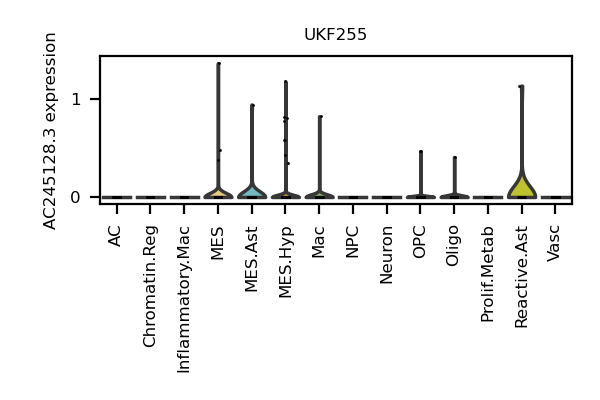 UKF255
AC245128.3 expression
1
0
AC
Chromatin.Reg
Inflammatory.Mac
MES
MES.Ast
MES.Hyp
Mac
NPC
Neuron
OPC
Oligo
Prolif.Metab
Reactive.Ast
Vasc